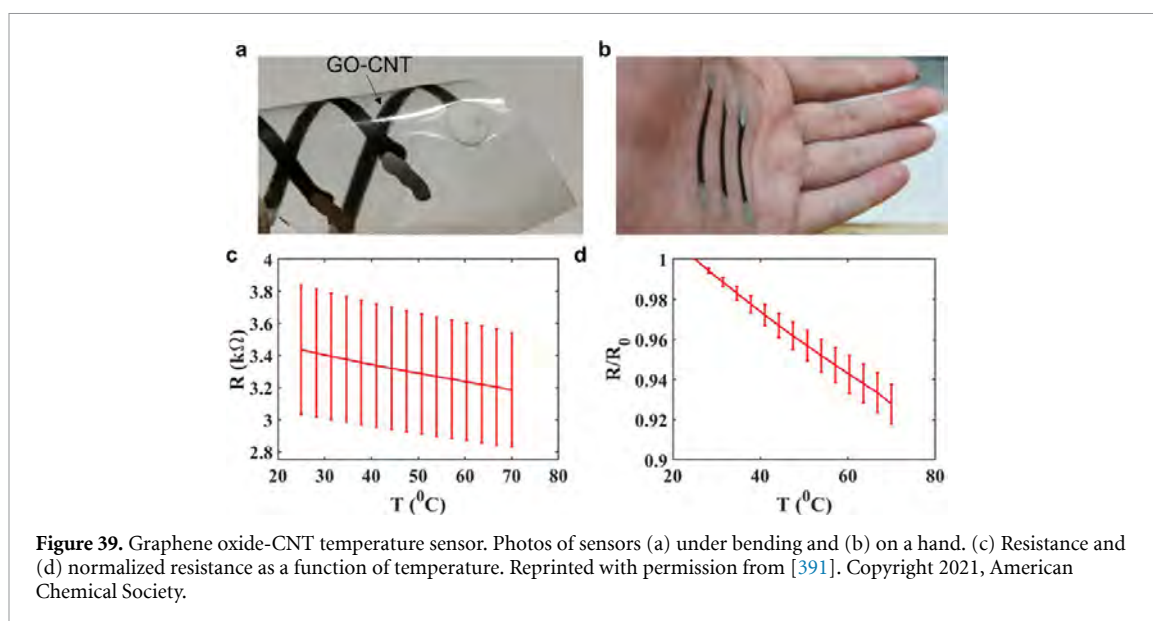 a
b
GO-CNT
c
d
4
3.8
3.6
3.4
3.2
3
2.8
R (kΩ)
20 30 40 50 60 70 80
T (⁰C)
1
0.98
0.96
0.94
0.92
0.9
R/R₀
20 40 60 80
T (⁰C)
Figure 39. Graphene oxide-CNT temperature sensor. Photos of sensors (a) under bending and (b) on a hand. (c) Resistance and
(d) normalized resistance as a function of temperature. Reprinted with permission from [391]. Copyright 2021, American
Chemical Society.